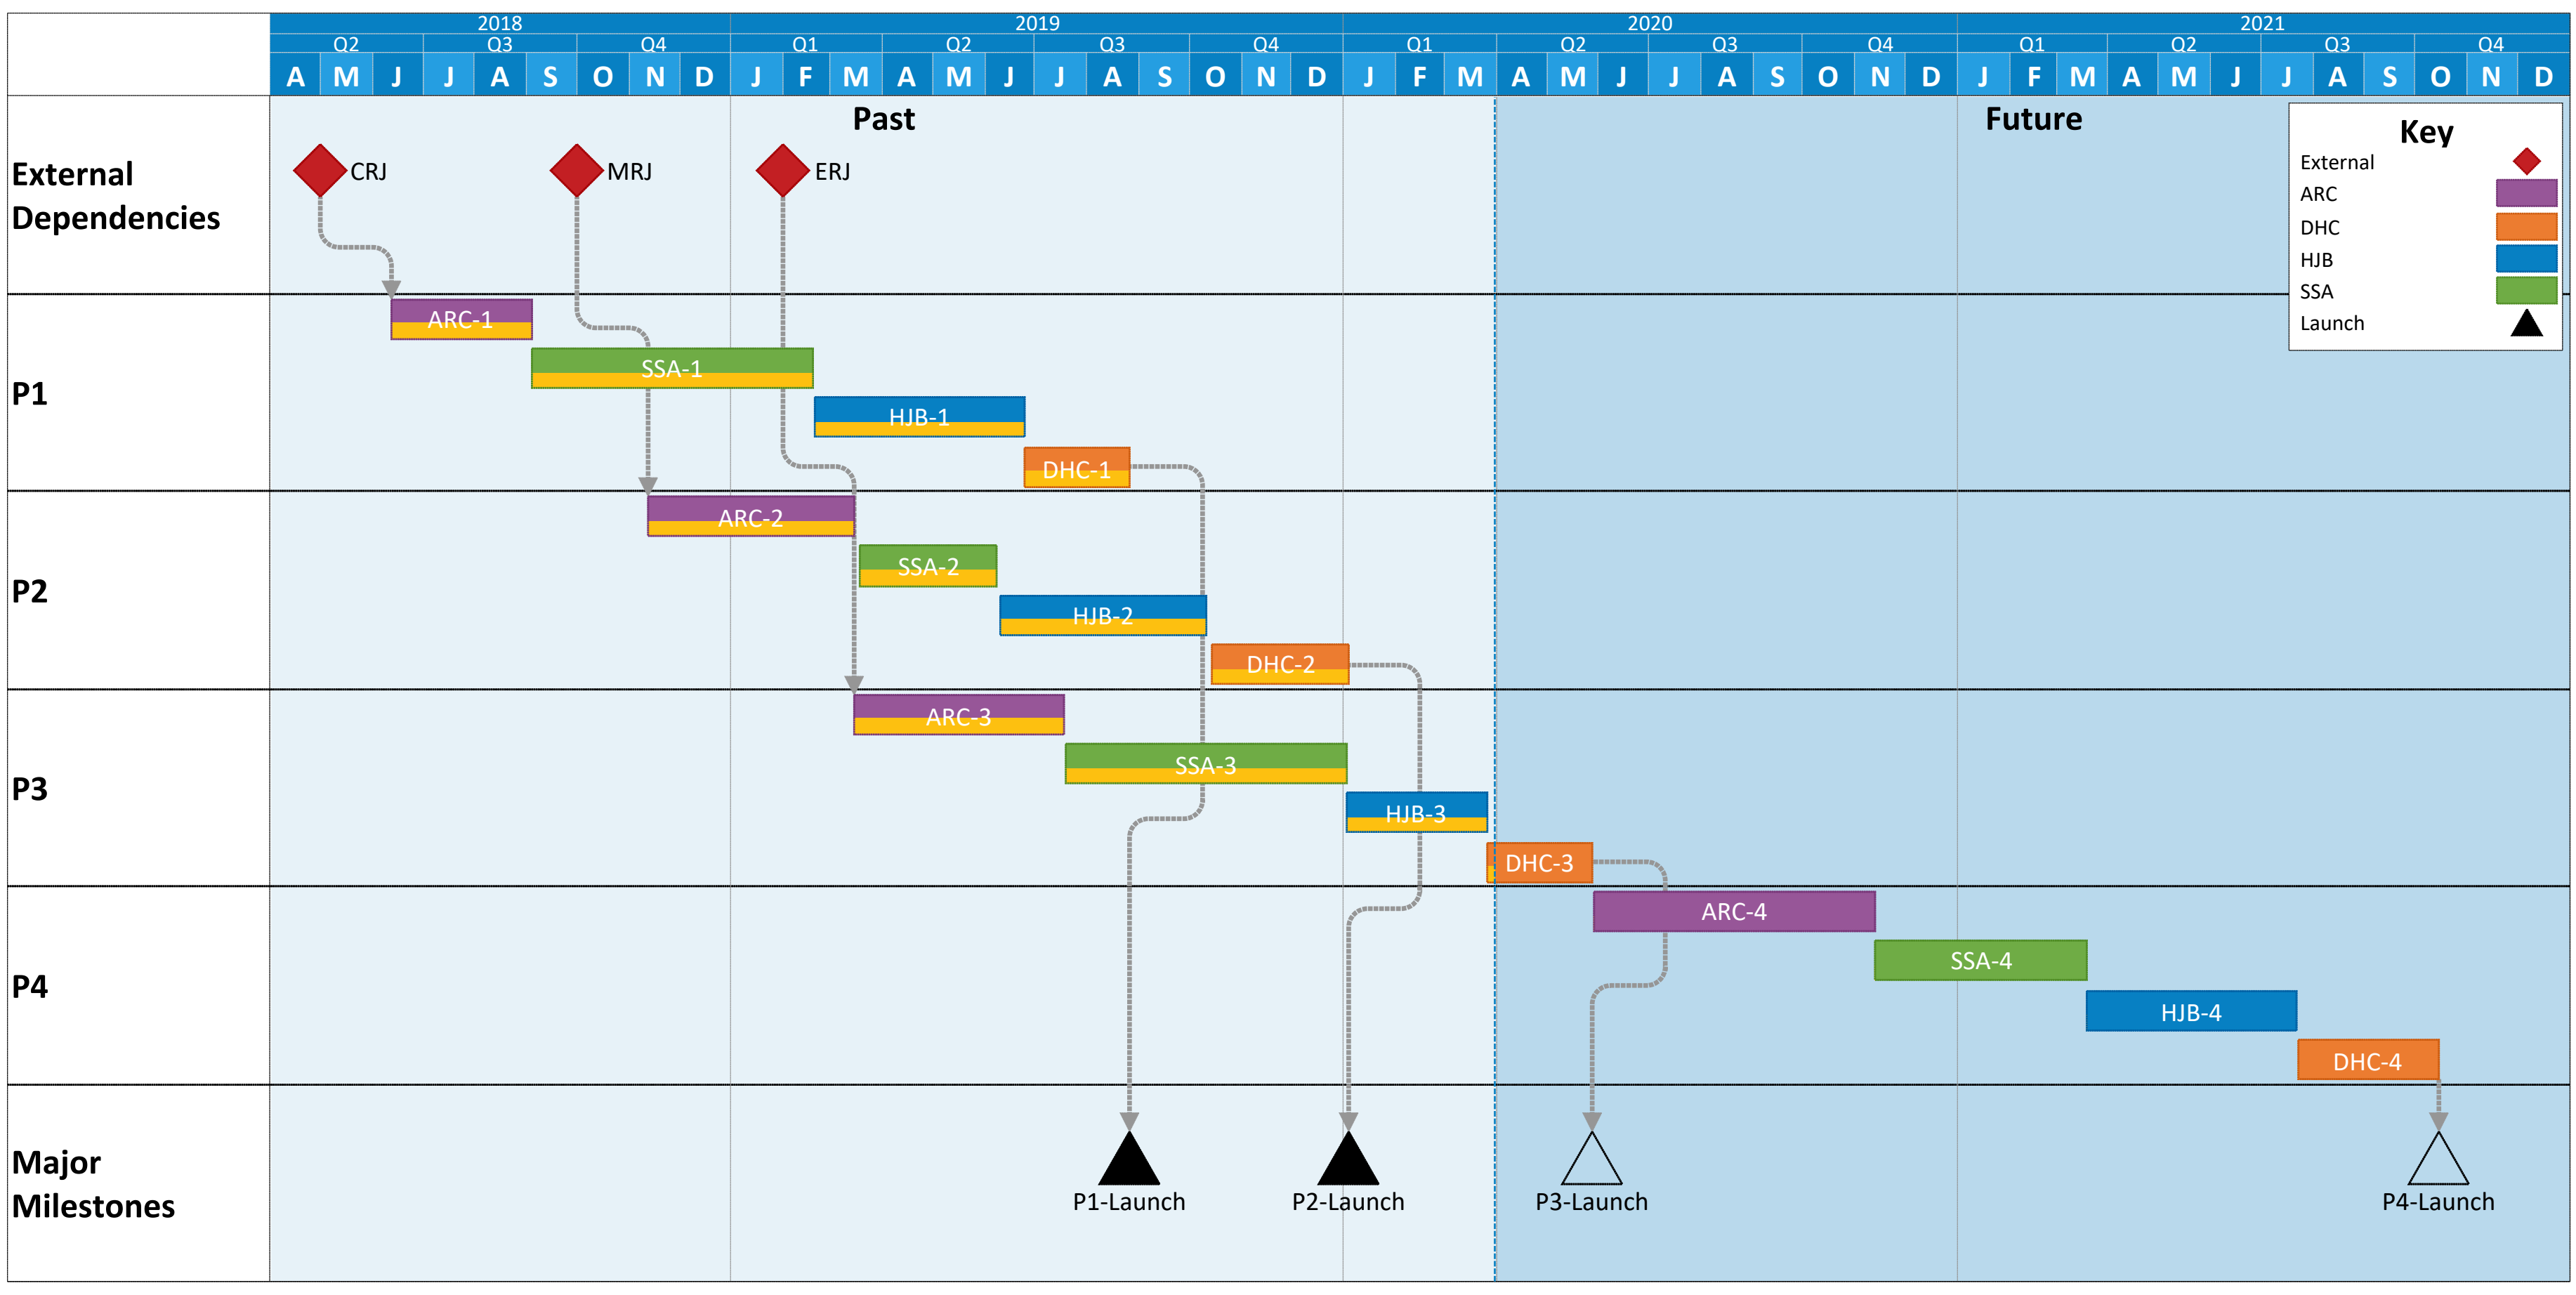 2018 2019 2020 2021
Q2 Q3 Q4 Q1 Q2 Q3 Q4 Q1 Q2 Q3 Q4 Q1 Q2 Q3 Q4
A M J J A S O N D J F M A M J J A S O N D J F M A M J J A S O N D J F M A M J J A S O N D
Past
Future
Key
External
ARC
DHC
HJB
SSA
Launch
External
Dependencies
CRJ
MRJ
ERJ
P1
ARC-1
SSA-1
HJB-1
DHC-1
P2
ARC-2
SSA-2
HJB-2
DHC-2
P3
ARC-3
SSA-3
HJB-3
DHC-3
P4
ARC-4
SSA-4
HJB-4
DHC-4
Major
Milestones
P1-Launch
P2-Launch
P3-Launch
P4-Launch